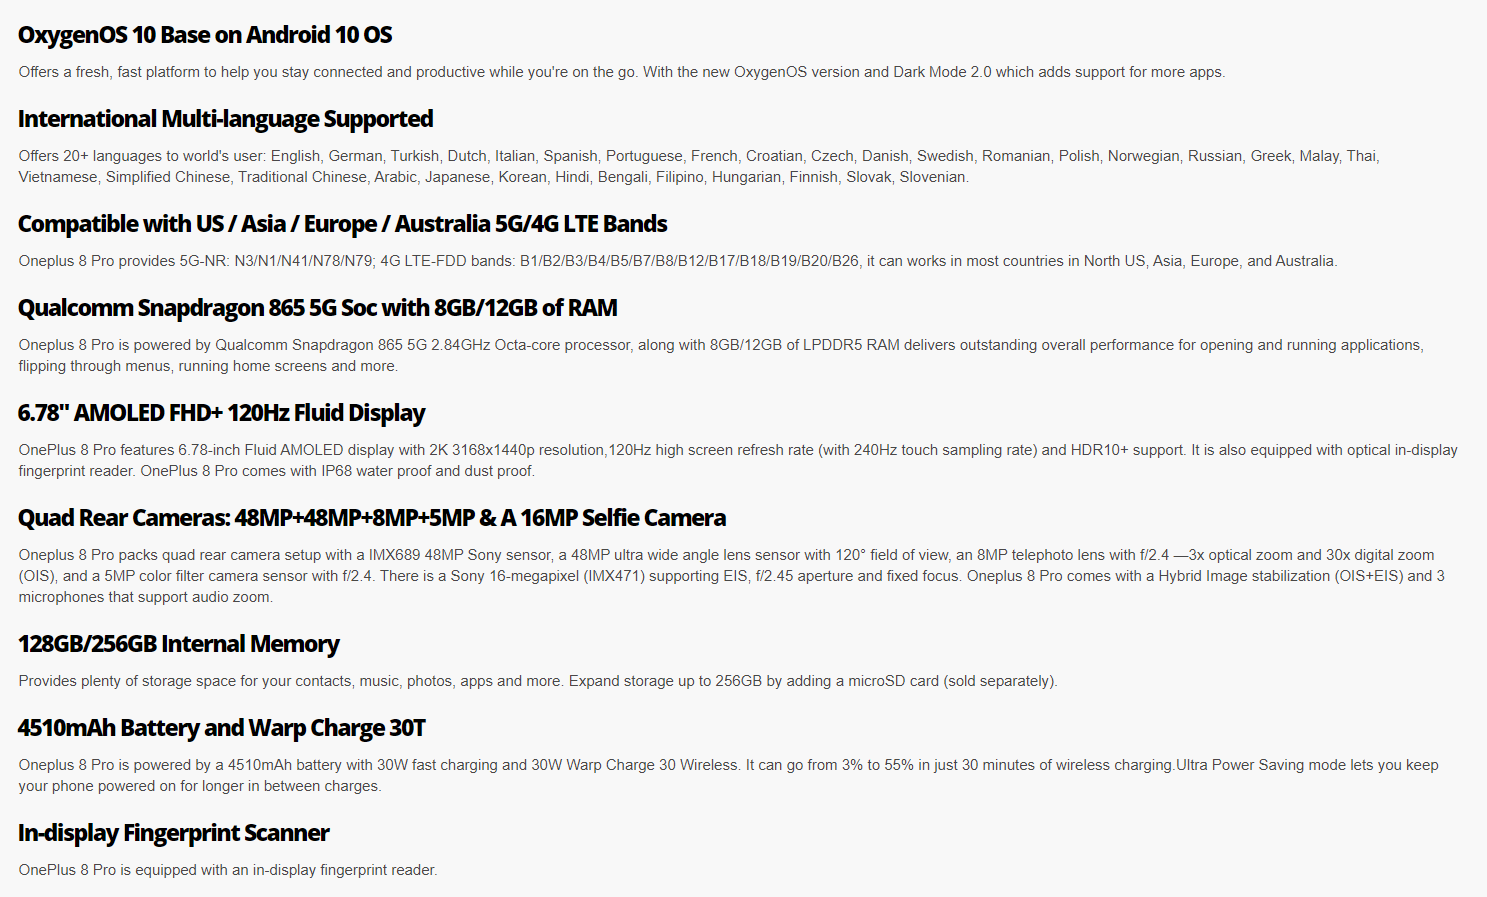 OxygenOS 10 Base on Android 10 OS
Offers a fresh, fast platform to help you stay connected and productive while you're on the go. With the new OxygenOS version and Dark Mode 2.0 which adds support for more apps.
International Multi-language Supported
Offers 20+ languages to world's user: English, German, Turkish, Dutch, Italian, Spanish, Portuguese, French, Croatian, Czech, Danish, Swedish, Romanian, Polish, Norwegian, Russian, Greek, Malay, Thai,
Vietnamese, Simplified Chinese, Traditional Chinese, Arabic, Japanese, Korean, Hindi, Bengali, Filipino, Hungarian, Finnish, Slovak, Slovenian.
Compatible with US / Asia / Europe / Australia 5G/4G LTE Bands
Oneplus 8 Pro provides 5G-NR: N3/N1/N41/N78/N79; 4G LTE-FDD bands: B1/B2/B3/B4/B5/B7/B8/B12/B17/B18/B19/B20/B26, it can works in most countries in North US, Asia, Europe, and Australia.
Qualcomm Snapdragon 865 5G Soc with 8GB/12GB of RAM
Oneplus 8 Pro is powered by Qualcomm Snapdragon 865 5G 2.84GHz Octa-core processor, along with 8GB/12GB of LPDDR5 RAM delivers outstanding overall performance for opening and running applications,
flipping through menus, running home screens and more.
6.78" AMOLED FHD+ 120Hz Fluid Display
OnePlus 8 Pro features 6.78-inch Fluid AMOLED display with 2K 3168x1440p resolution,120Hz high screen refresh rate (with 240Hz touch sampling rate) and HDR10+ support. It is also equipped with optical in-display
fingerprint reader. OnePlus 8 Pro comes with IP68 water proof and dust proof.
Quad Rear Cameras: 48MP+48MP+8MP+5MP & A 16MP Selfie Camera
Oneplus 8 Pro packs quad rear camera setup with a IMX689 48MP Sony sensor, a 48MP ultra wide angle lens sensor with 120° field of view, an 8MP telephoto lens with f/2.4 —3x optical zoom and 30x digital zoom
(OIS), and a 5MP color filter camera sensor with f/2.4. There is a Sony 16-megapixel (IMX471) supporting EIS, f/2.45 aperture and fixed focus. Oneplus 8 Pro comes with a Hybrid Image stabilization (OIS+EIS) and 3
microphones that support audio zoom.
128GB/256GB Internal Memory
Provides plenty of storage space for your contacts, music, photos, apps and more. Expand storage up to 256GB by adding a microSD card (sold separately).
4510mAh Battery and Warp Charge 30T
Oneplus 8 Pro is powered by a 4510mAh battery with 30W fast charging and 30W Warp Charge 30 Wireless. It can go from 3% to 55% in just 30 minutes of wireless charging.Ultra Power Saving mode lets you keep
your phone powered on for longer in between charges.
In-display Fingerprint Scanner
OnePlus 8 Pro is equipped with an in-display fingerprint reader.